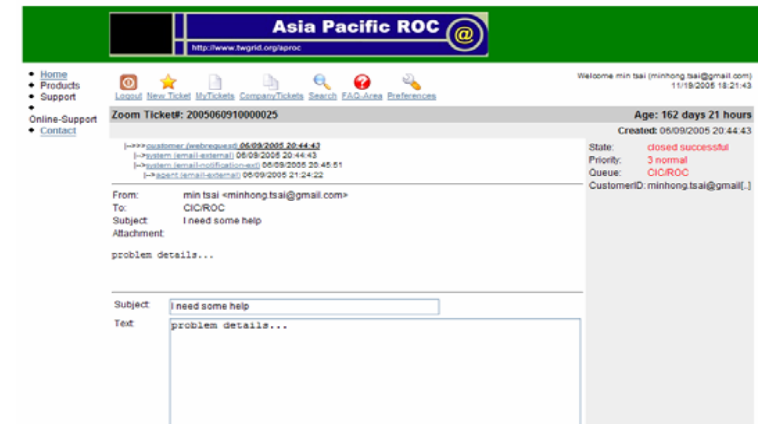 Asia Pacific ROC
http://www.twgrid.org/aproc
@
Home
Products
Support
Online-Support
Contact
Logout New Ticket MyTickets CompanyTickets Search FAQ-Area Preferences
Welcome min tsai (minhong.tsai@gmail.com)
11/19/2005 18:21:43
Zoom Ticket#: 2005060910000025
Age: 162 days 21 hours
Created: 06/09/2005 20:44:43
|-->>>customer (webrequest) 06/09/2005 20:44:43
|-->system (email-external) 06/09/2005 20:44:43
|-->system (email-notification-ext) 06/09/2005 20:45:51
|-->agent (email-external) 06/09/2005 21:24:22
State: closed successful
Priority: 3 normal
Queue: CIC/ROC
CustomerID: minhong.tsai@gmail[..]
From: min tsai <minhong.tsai@gmail.com>
To: CIC/ROC
Subject: I need some help
Attachment:
problem details...
Subject: I need some help
Text: problem details...